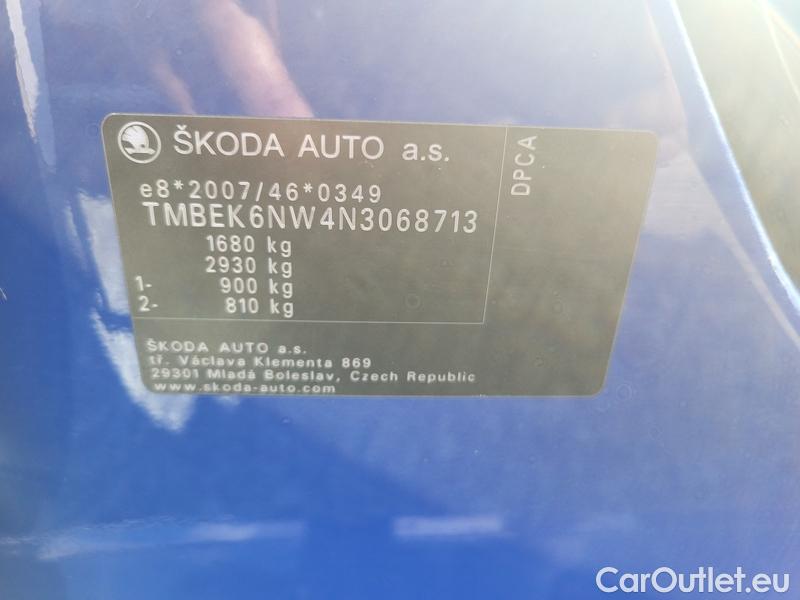 ŠKODA AUTO a.s.
DPCA
e8*2007/46*0349
TMBEK6NW4N3068713
1680 kg
2930 kg
1- 900 kg
2- 810 kg
ŠKODA AUTO a.s.
tř. Václava Klementa 869
29301 Mladá Boleslav, Czech Republic
www.skoda-auto.com
CarOutlet.eu